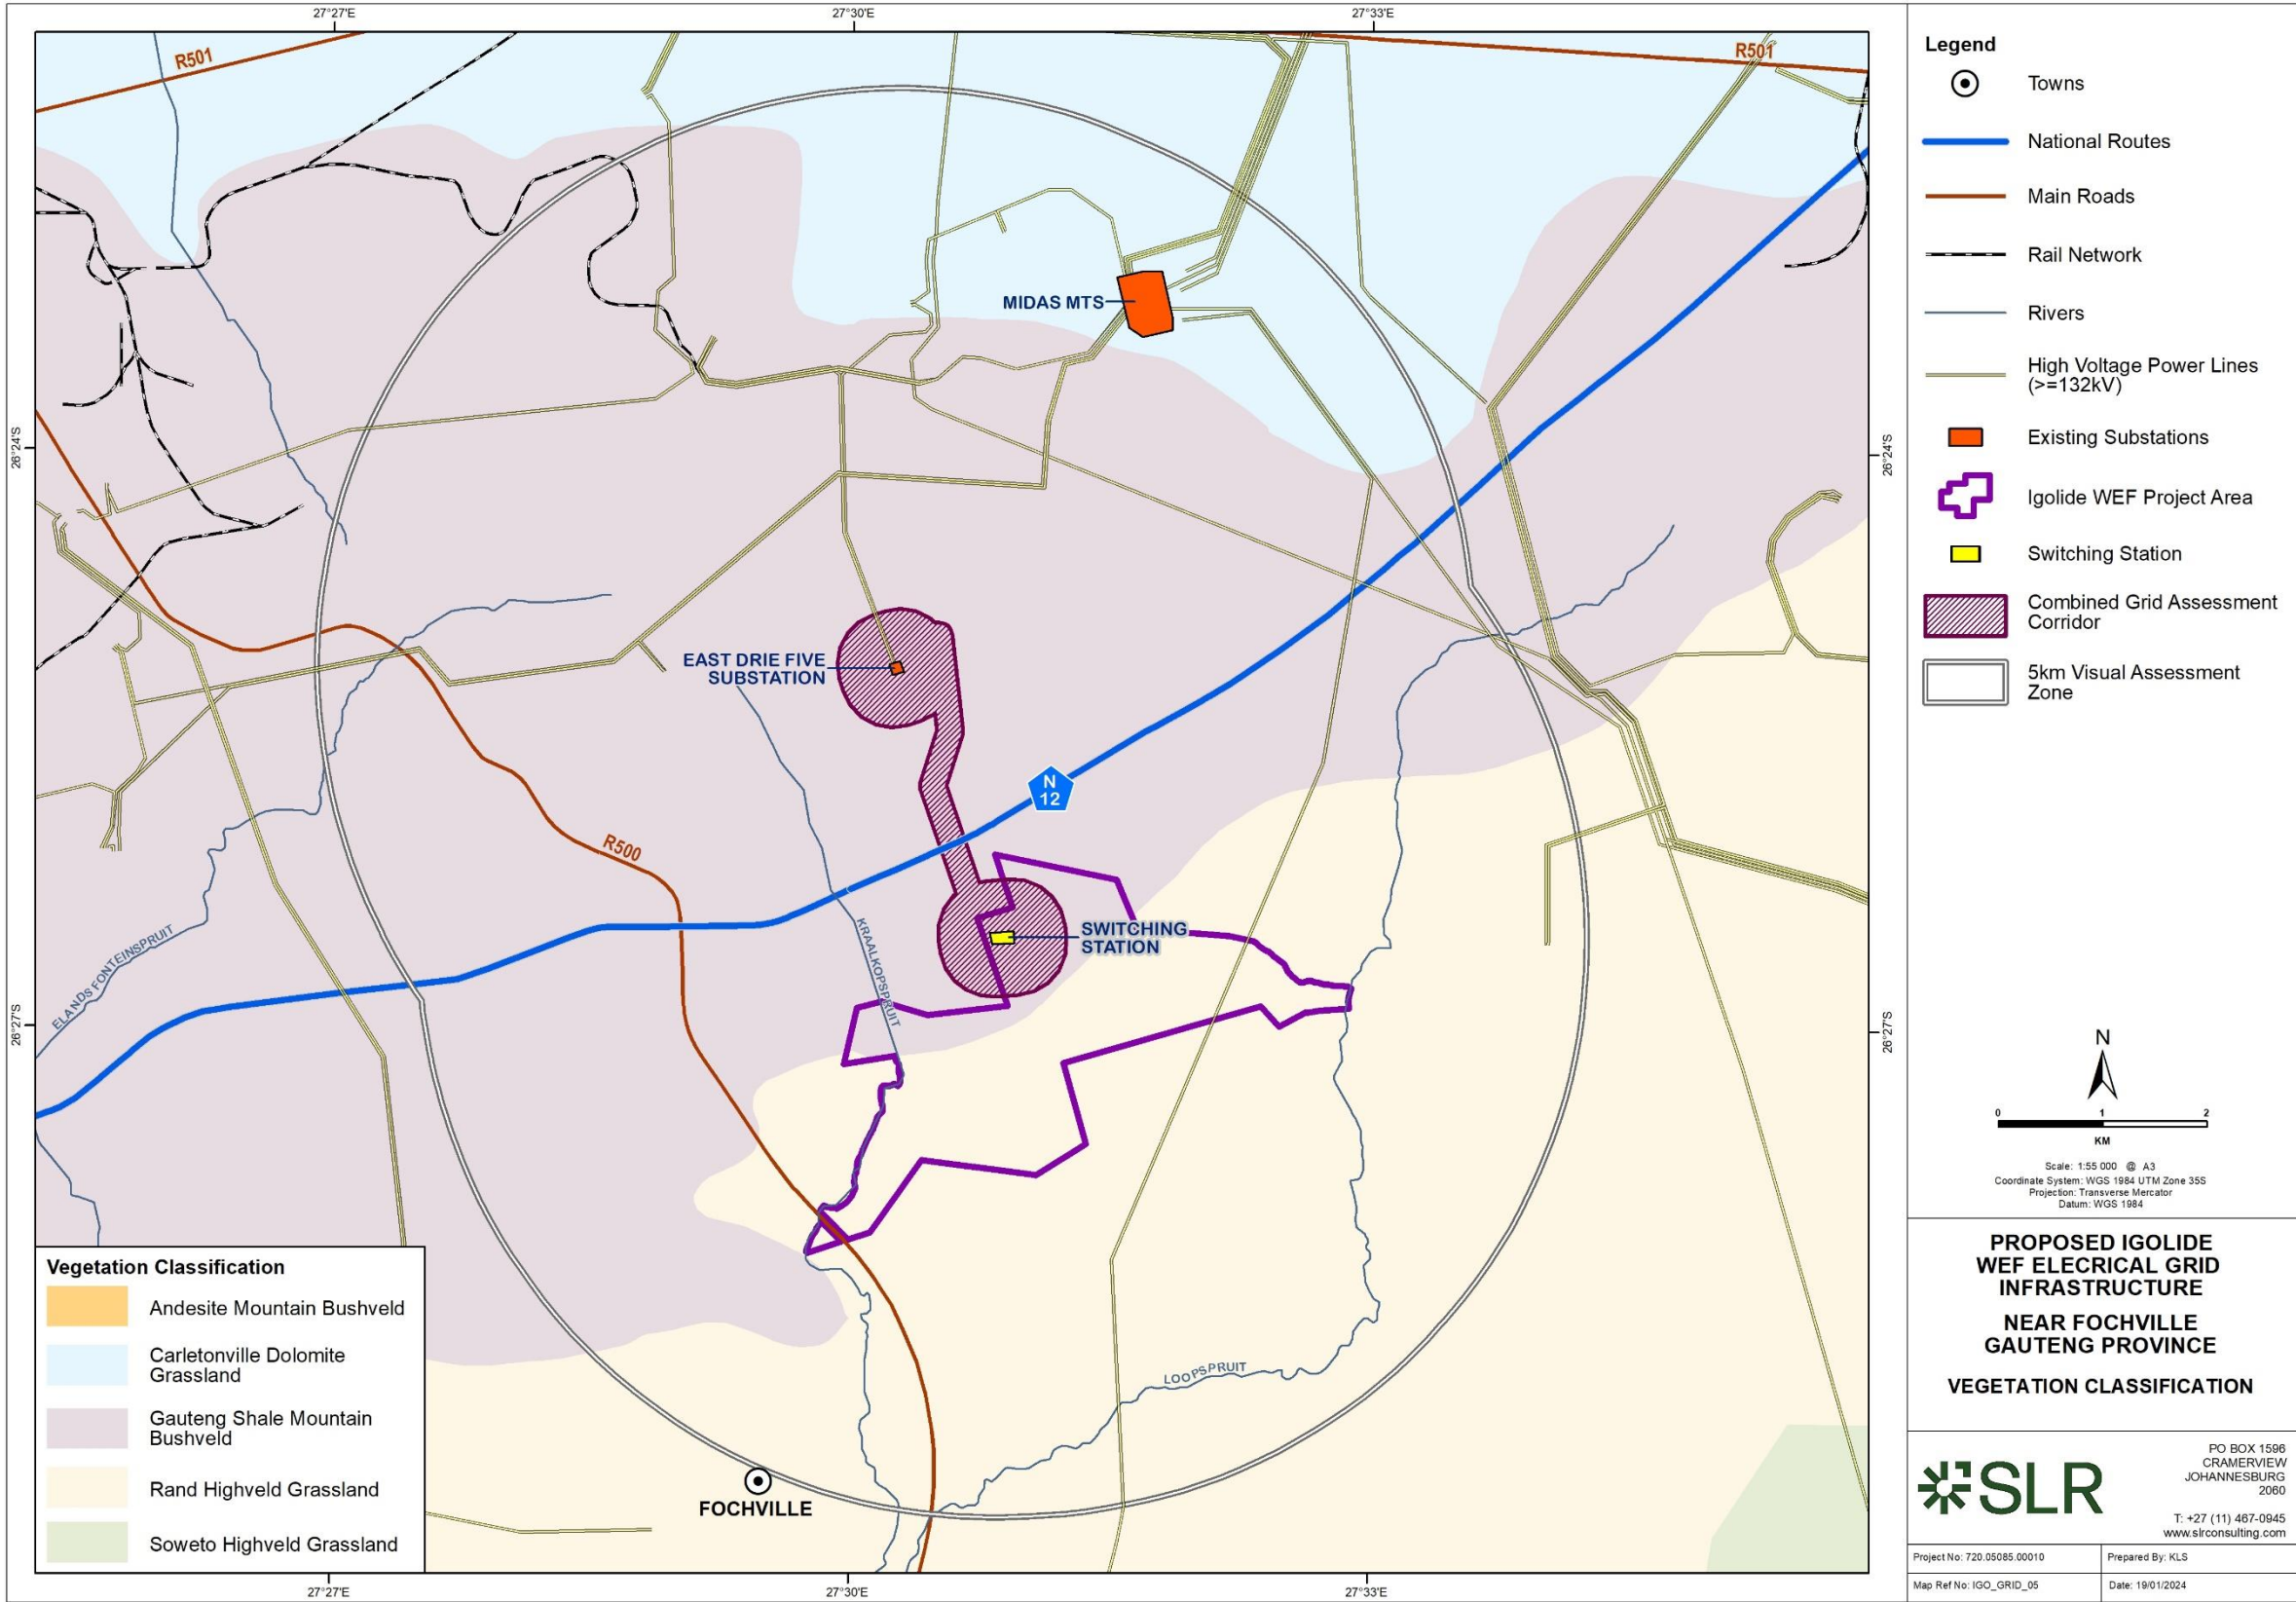 27°27'E
27°30'E
27°33'E
R501
R501
MIDAS MTS
26°24'S
26°24'S
EAST DRIE FIVE
SUBSTATION
N
12
R500
SWITCHING
STATION
KRAALKOPSPRUIT
ELANDS FONTEINSPRUIT
26°27'S
26°27'S
LOOPSPRUIT
FOCHVILLE
Vegetation Classification
Andesite Mountain Bushveld
Carletonville Dolomite
Grassland
Gauteng Shale Mountain
Bushveld
Rand Highveld Grassland
Soweto Highveld Grassland
27°27'E
27°30'E
27°33'E
Legend
Towns
National Routes
Main Roads
Rail Network
Rivers
High Voltage Power Lines
(>=132kV)
Existing Substations
Igolide WEF Project Area
Switching Station
Combined Grid Assessment
Corridor
5km Visual Assessment
Zone
N
0 1 2
KM
Scale: 1:55 000 @ A3
Coordinate System: WGS 1984 UTM Zone 35S
Projection: Transverse Mercator
Datum: WGS 1984
PROPOSED IGOLIDE
WEF ELECRICAL GRID
INFRASTRUCTURE
NEAR FOCHVILLE
GAUTENG PROVINCE
VEGETATION CLASSIFICATION
SLR
PO BOX 1596
CRAMERVIEW
JOHANNESBURG
2060
T: +27 (11) 467-0945
www.slrconsulting.com
Project No: 720.05085.00010
Prepared By: KLS
Map Ref No: IGO_GRID_05
Date: 19/01/2024